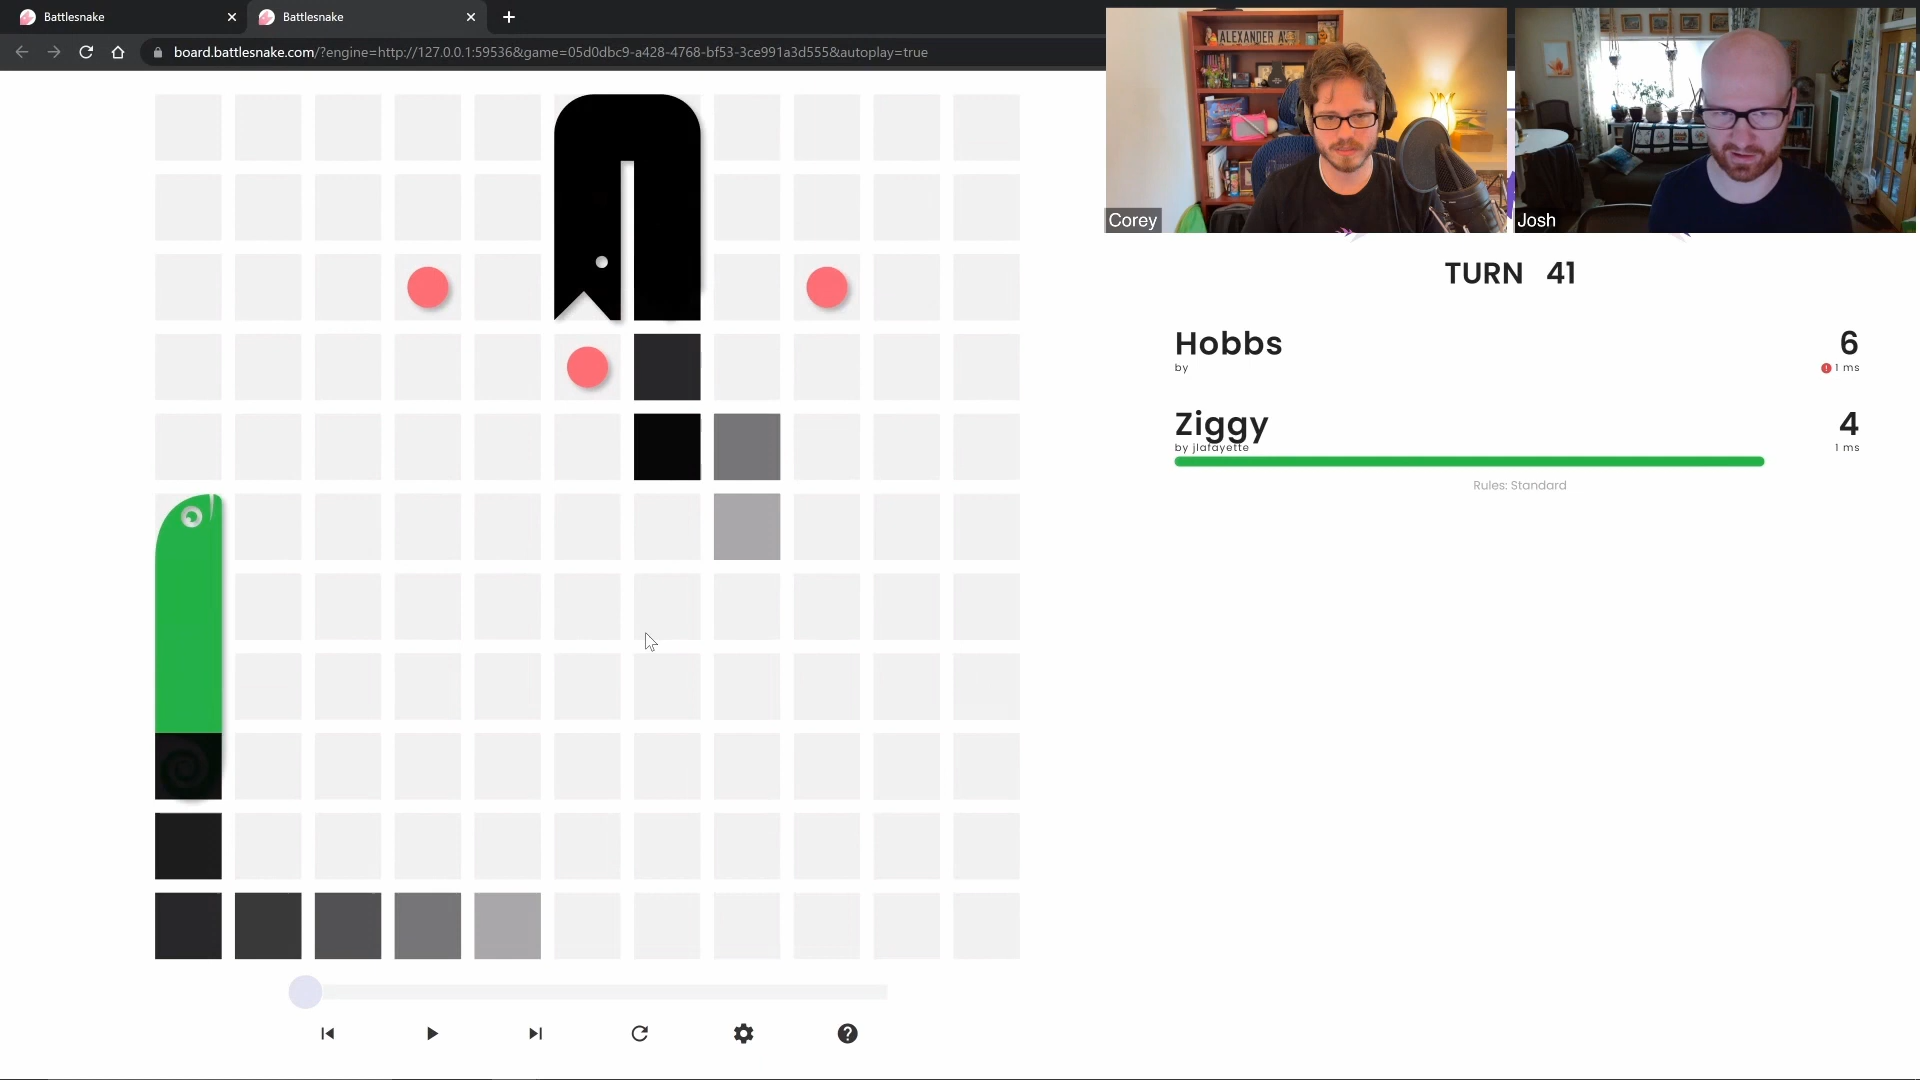 Battlesnake
Battlesnake
board.battlesnake.com/?engine=http://127.0.0.1:59536&game=05d0dbc9-a428-4768-bf53-3ce991a3d555&autoplay=true
Corey
Josh
TURN 41
Hobbs
6
by
1 ms
Ziggy
4
by jlafayette
1 ms
Rules: Standard